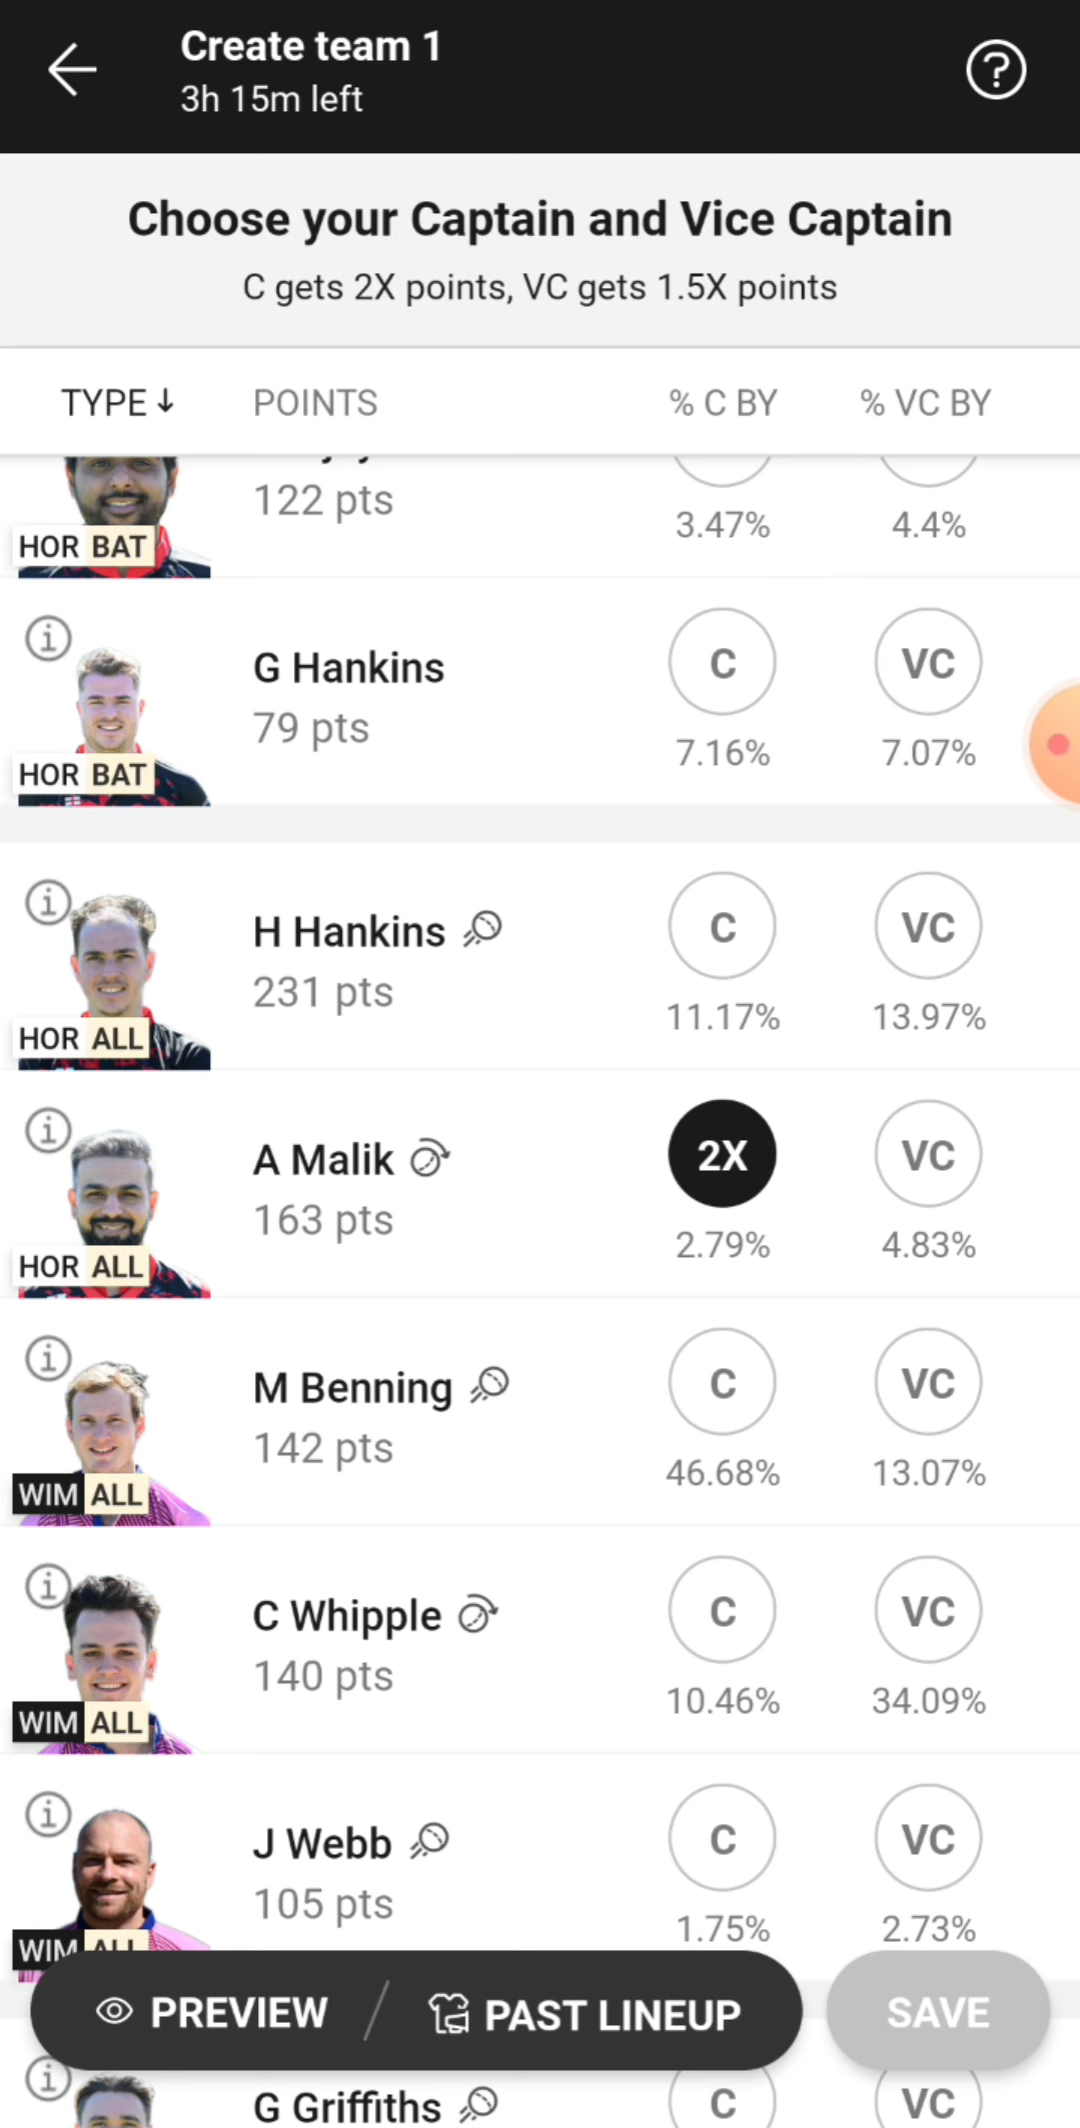 Create team 1
3h 15m left
Choose your Captain and Vice Captain
C gets 2X points, VC gets 1.5X points
TYPE↓ POINTS % C BY % VC BY
122 pts 3.47% 4.4%
HOR BAT
G Hankins C VC
79 pts 7.16% 7.07%
HOR BAT
H Hankins C VC
231 pts 11.17% 13.97%
HOR ALL
A Malik 2X VC
163 pts 2.79% 4.83%
HOR ALL
M Benning C VC
142 pts 46.68% 13.07%
WIM ALL
C Whipple C VC
140 pts 10.46% 34.09%
WIM ALL
J Webb C VC
105 pts 1.75% 2.73%
WIM ALL
PREVIEW / PAST LINEUP SAVE
G Griffiths C VC